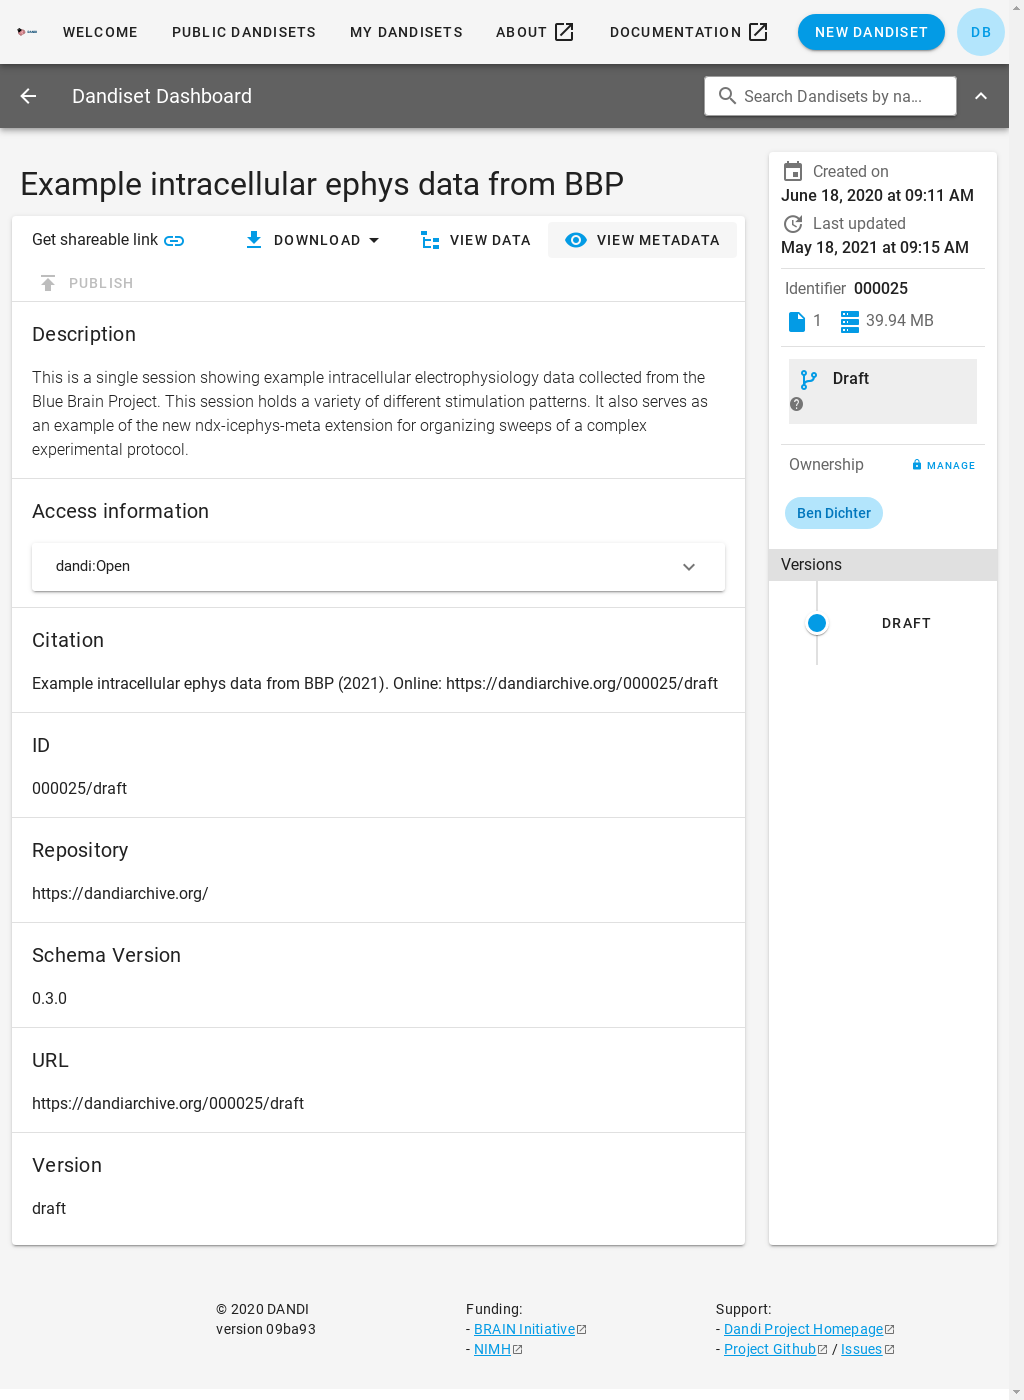 WELCOME PUBLIC DANDISETS MY DANDISETS ABOUT DOCUMENTATION NEW DANDISET DB
Dandiset Dashboard
Search Dandisets by na...
Example intracellular ephys data from BBP
Get shareable link DOWNLOAD VIEW DATA VIEW METADATA
PUBLISH
Description
This is a single session showing example intracellular electrophysiology data collected from the
Blue Brain Project. This session holds a variety of different stimulation patterns. It also serves as
an example of the new ndx-icephys-meta extension for organizing sweeps of a complex
experimental protocol.
Access information
dandi:Open
Citation
Example intracellular ephys data from BBP (2021). Online: https://dandiarchive.org/000025/draft
ID
000025/draft
Repository
https://dandiarchive.org/
Schema Version
0.3.0
URL
https://dandiarchive.org/000025/draft
Version
draft
Created on
June 18, 2020 at 09:11 AM
Last updated
May 18, 2021 at 09:15 AM
Identifier 000025
1 39.94 MB
Draft
Ownership MANAGE
Ben Dichter
Versions
DRAFT
© 2020 DANDI
version 09ba93
Funding:
- BRAIN Initiative
- NIMH
Support:
- Dandi Project Homepage
- Project Github / Issues